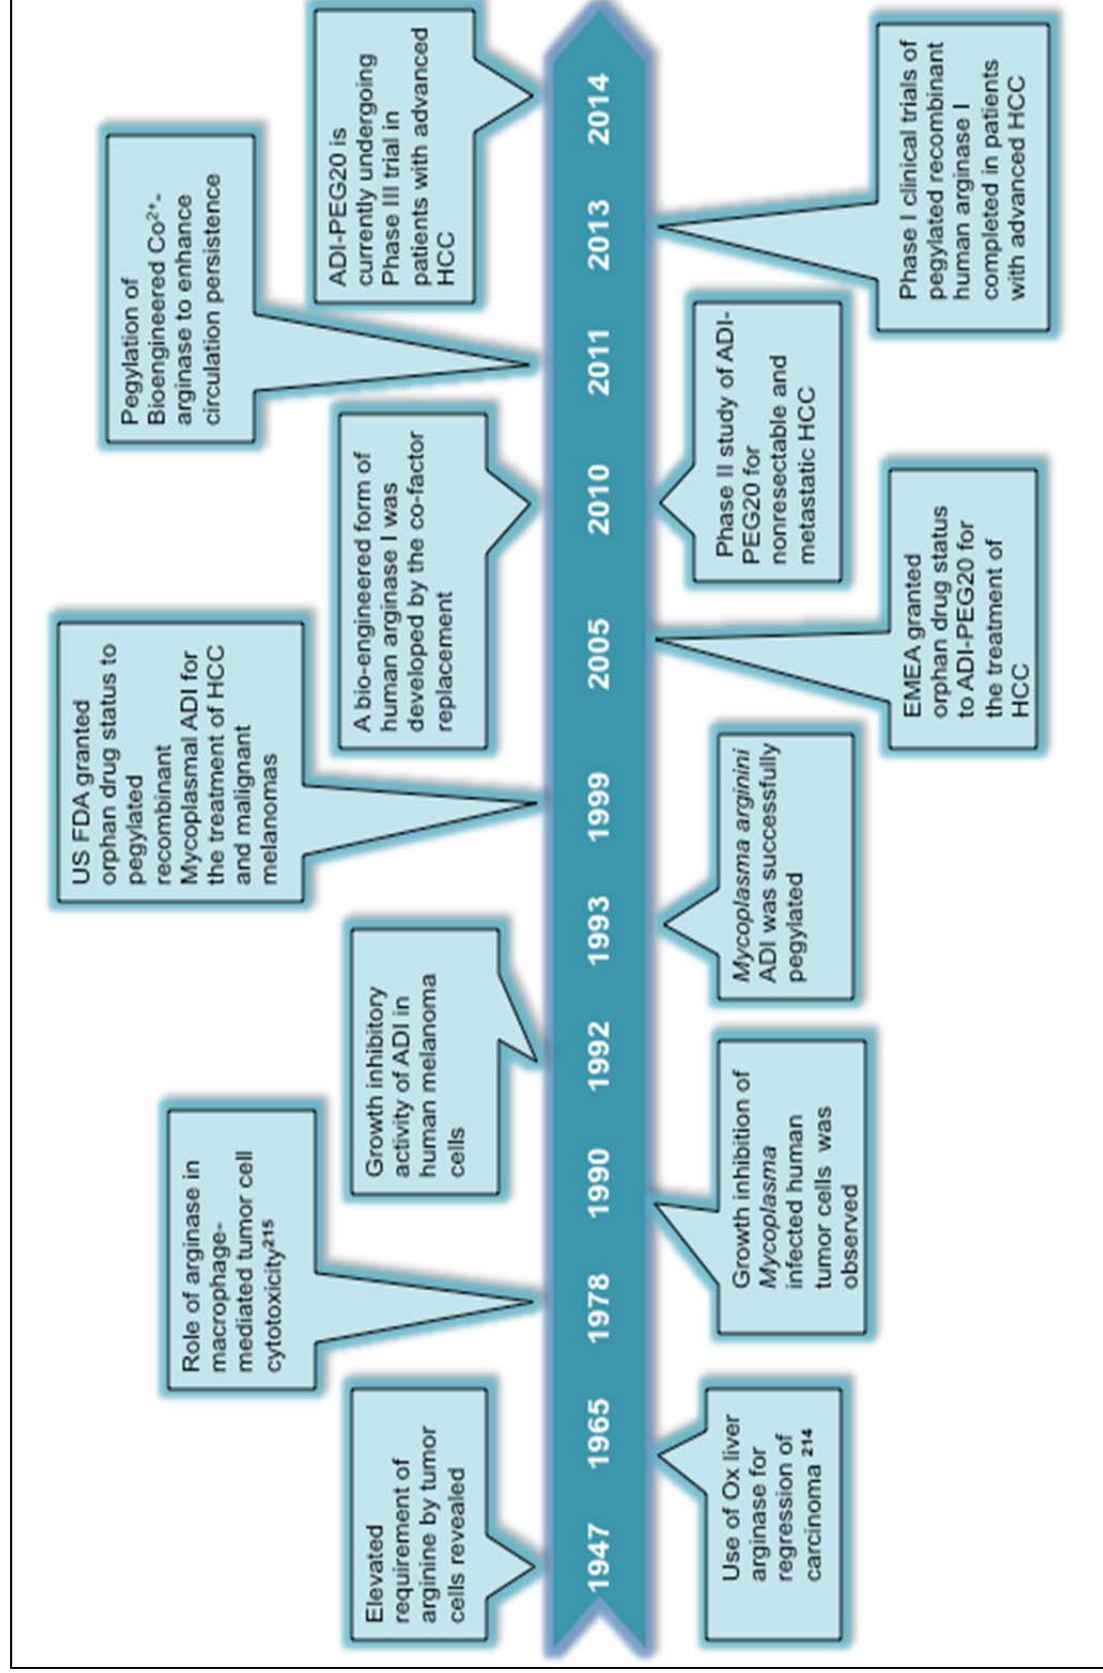 Elevated
requirement of
arginine by tumor
cells revealed
Role of arginine in
macrophage-
mediated tumor cell
cytotoxicity215
Growth inhibitory
activity of ADI in
human melanoma
cells
US FDA granted
orphan drug status to
pegylated
recombinant
Mycoplasmal ADI for
the treatment of HCC
and malignant
melanomas
A bio-engineered form of
human arginase I was
developed by the co-factor
replacement
Pegylation of
Bioengineered Co2+-
arginase to enhance
circulation persistence
ADI-PEG20 is
currently undergoing
Phase III trial in
patients with advanced
HCC
1947 1965 1978 1990 1992 1993 1999 2005 2010 2011 2013 2014
Use of Ox liver
arginase for
regression of
carcinoma 214
Growth inhibition of
Mycoplasma
infected human
tumor cells was
observed
Mycoplasma arginini
ADI was successfully
pegylated
EMEA granted
orphan drug status
to ADI-PEG20 for
the treatment of
HCC
Phase II study of ADI-
PEG20 for
nonresectable and
metastatic HCC
Phase I clinical trials of
pegylated recombinant
human arginase I
completed in patients
with advanced HCC